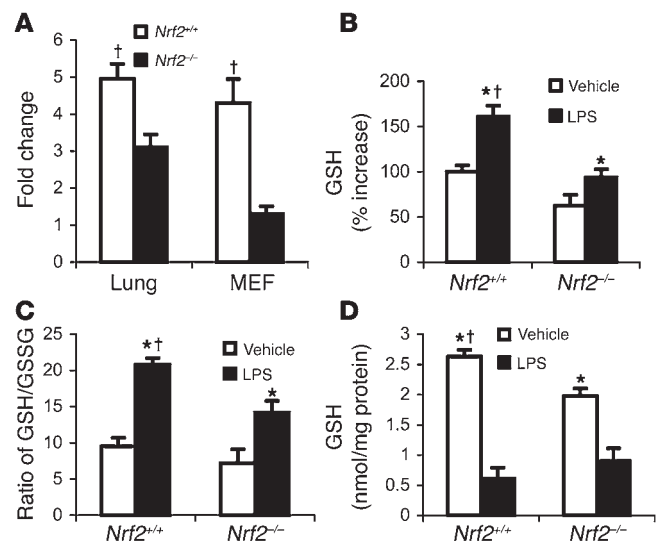 A
Nrf2+/+
Nrf2–/–
†
†
6
5
4
3
2
1
0
Fold change
Lung
MEF
B
Vehicle
LPS
*†
*
200
150
100
50
0
GSH
(% increase)
Nrf2+/+
Nrf2–/–
C
Vehicle
LPS
*†
*
25
20
15
10
5
0
Ratio of GSH/GSSG
Nrf2+/+
Nrf2–/–
D
Vehicle
LPS
*†
*
3
2.5
2
1.5
1
0.5
0
GSH
(nmol/mg protein)
Nrf2+/+
Nrf2–/–